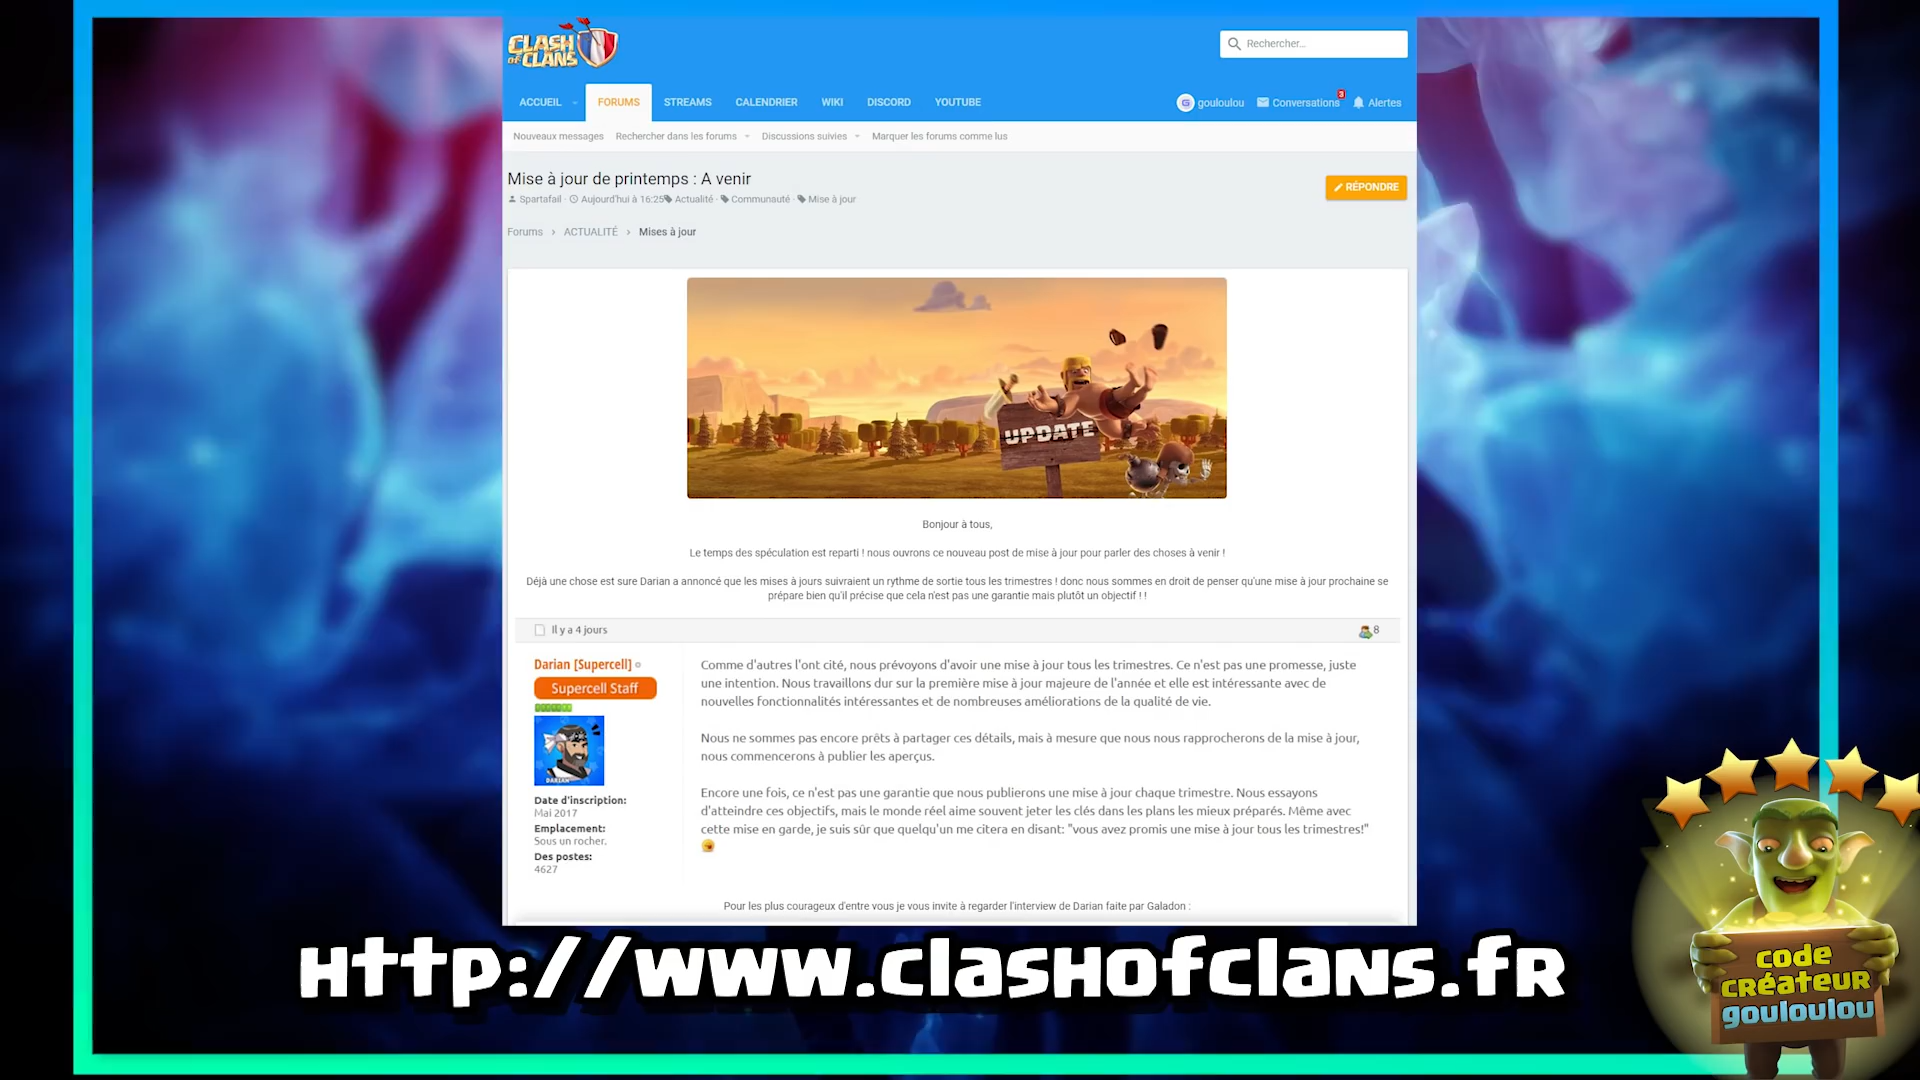 CLASH
OF CLANS
Rechercher...
ACCUEIL FORUMS STREAMS CALENDRIER WIKI DISCORD YOUTUBE
G gouloulou Conversations 3 Alertes
Nouveaux messages Rechercher dans les forums Discussions suivies Marquer les forums comme lus
Mise à jour de printemps : A venir
Spartafail · Aujourd'hui à 16:25 Actualité · Communauté · Mise à jour
RÉPONDRE
Forums › ACTUALITÉ › Mises à jour
UPDATE
Bonjour à tous,
Le temps des spéculation est reparti ! nous ouvrons ce nouveau post de mise à jour pour parler des choses à venir !
Déjà une chose est sure Darian a annoncé que les mises à jours suivraient un rythme de sortie tous les trimestres ! donc nous sommes en droit de penser qu'une mise à jour prochaine se
prépare bien qu'il précise que cela n'est pas une garantie mais plutôt un objectif ! !
Il y a 4 jours
8
Darian [Supercell]
Supercell Staff
DARIAN
Date d'inscription:
Mai 2017
Emplacement:
Sous un rocher.
Des postes:
4627
Comme d'autres l'ont cité, nous prévoyons d'avoir une mise à jour tous les trimestres. Ce n'est pas une promesse, juste
une intention. Nous travaillons dur sur la première mise à jour majeure de l'année et elle est intéressante avec de
nouvelles fonctionnalités intéressantes et de nombreuses améliorations de la qualité de vie.
Nous ne sommes pas encore prêts à partager ces détails, mais à mesure que nous nous rapprocherons de la mise à jour,
nous commencerons à publier les aperçus.
Encore une fois, ce n'est pas une garantie que nous publierons une mise à jour chaque trimestre. Nous essayons
d'atteindre ces objectifs, mais le monde réel aime souvent jeter les clés dans les plans les mieux préparés. Même avec
cette mise en garde, je suis sûr que quelqu'un me citera en disant: "vous avez promis une mise à jour tous les trimestres!"
Pour les plus courageux d'entre vous je vous invite à regarder l'interview de Darian faite par Galadon :
http://www.clashofclans.fr
code
créateur
gouloulou